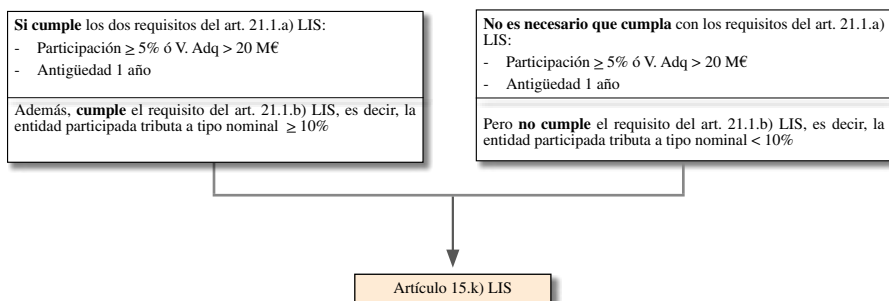 Si cumple los dos requisitos del art. 21.1.a) LIS:
- Participación ≥ 5% ó V. Adq > 20 M€
- Antigüedad 1 año
Además, cumple el requisito del art. 21.1.b) LIS, es decir, la
entidad participada tributa a tipo nominal ≥ 10%
No es necesario que cumpla con los requisitos del art. 21.1.a)
LIS:
- Participación ≥ 5% ó V. Adq > 20 M€
- Antigüedad 1 año
Pero no cumple el requisito del art. 21.1.b) LIS, es decir, la
entidad participada tributa a tipo nominal < 10%
Artículo 15.k) LIS